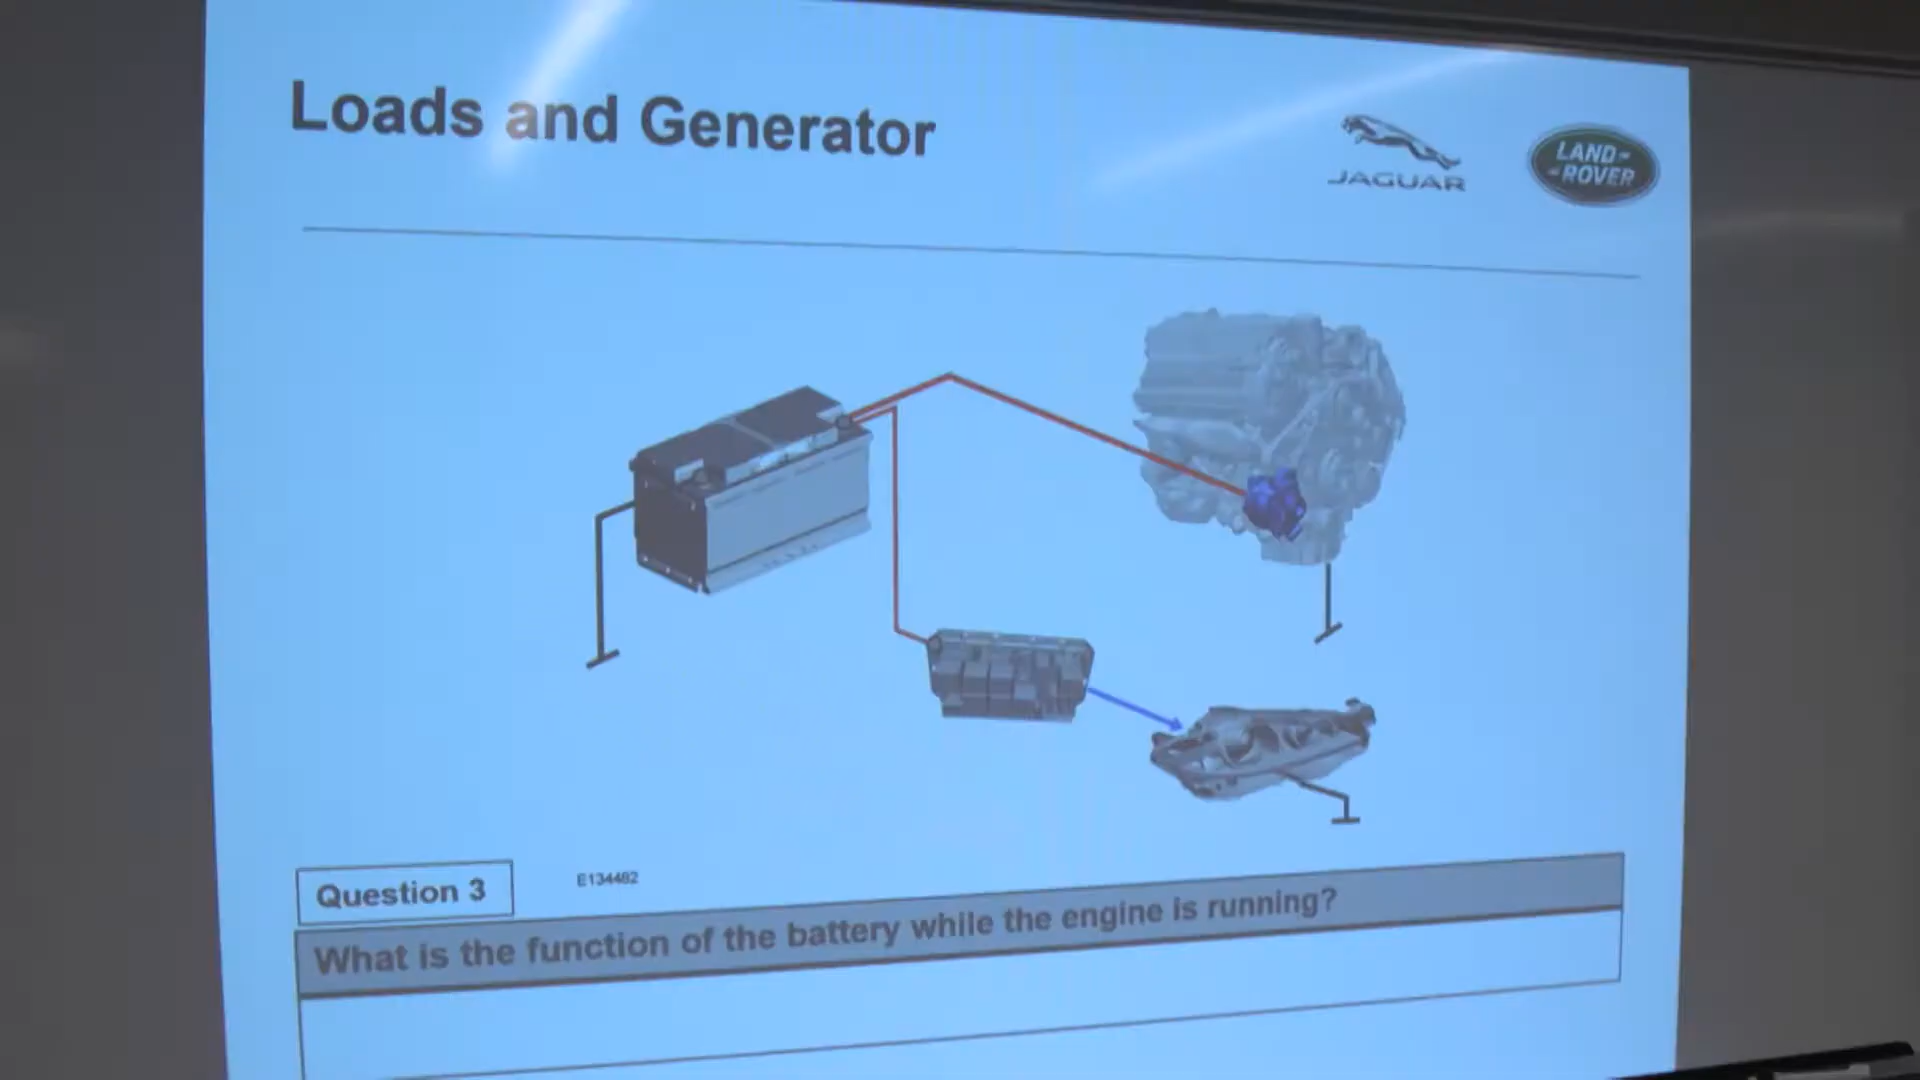 Loads and Generator
JAGUAR
LAND-
-ROVER
Question 3
E134482
What is the function of the battery while the engine is running?